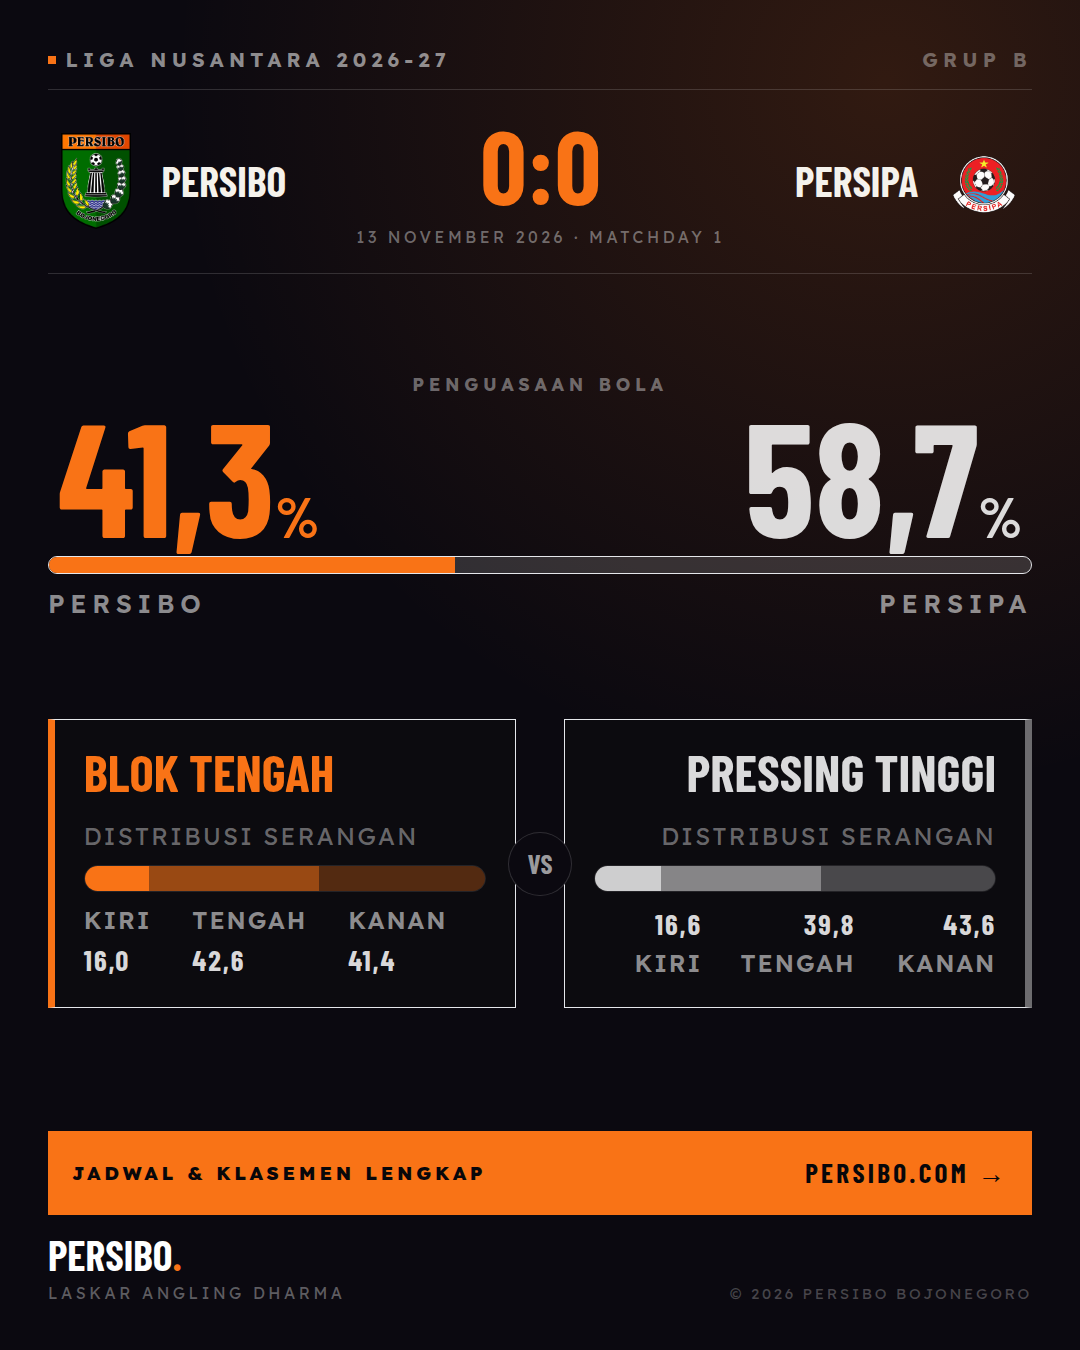 LIGA NUSANTARA 2026-27
GRUP B
PERSIBO
BOJONEGORO
PERSIBO
0:0
PERSIPA
PERSIPA
13 NOVEMBER 2026 · MATCHDAY 1
PENGUASAAN BOLA
41,3%
58,7%
PERSIBO
PERSIPA
BLOK TENGAH
DISTRIBUSI SERANGAN
KIRI TENGAH KANAN
16,0 42,6 41,4
VS
PRESSING TINGGI
DISTRIBUSI SERANGAN
16,6 39,8 43,6
KIRI TENGAH KANAN
JADWAL & KLASEMEN LENGKAP
PERSIBO.COM →
PERSIBO.
LASKAR ANGLING DHARMA
© 2026 PERSIBO BOJONEGORO